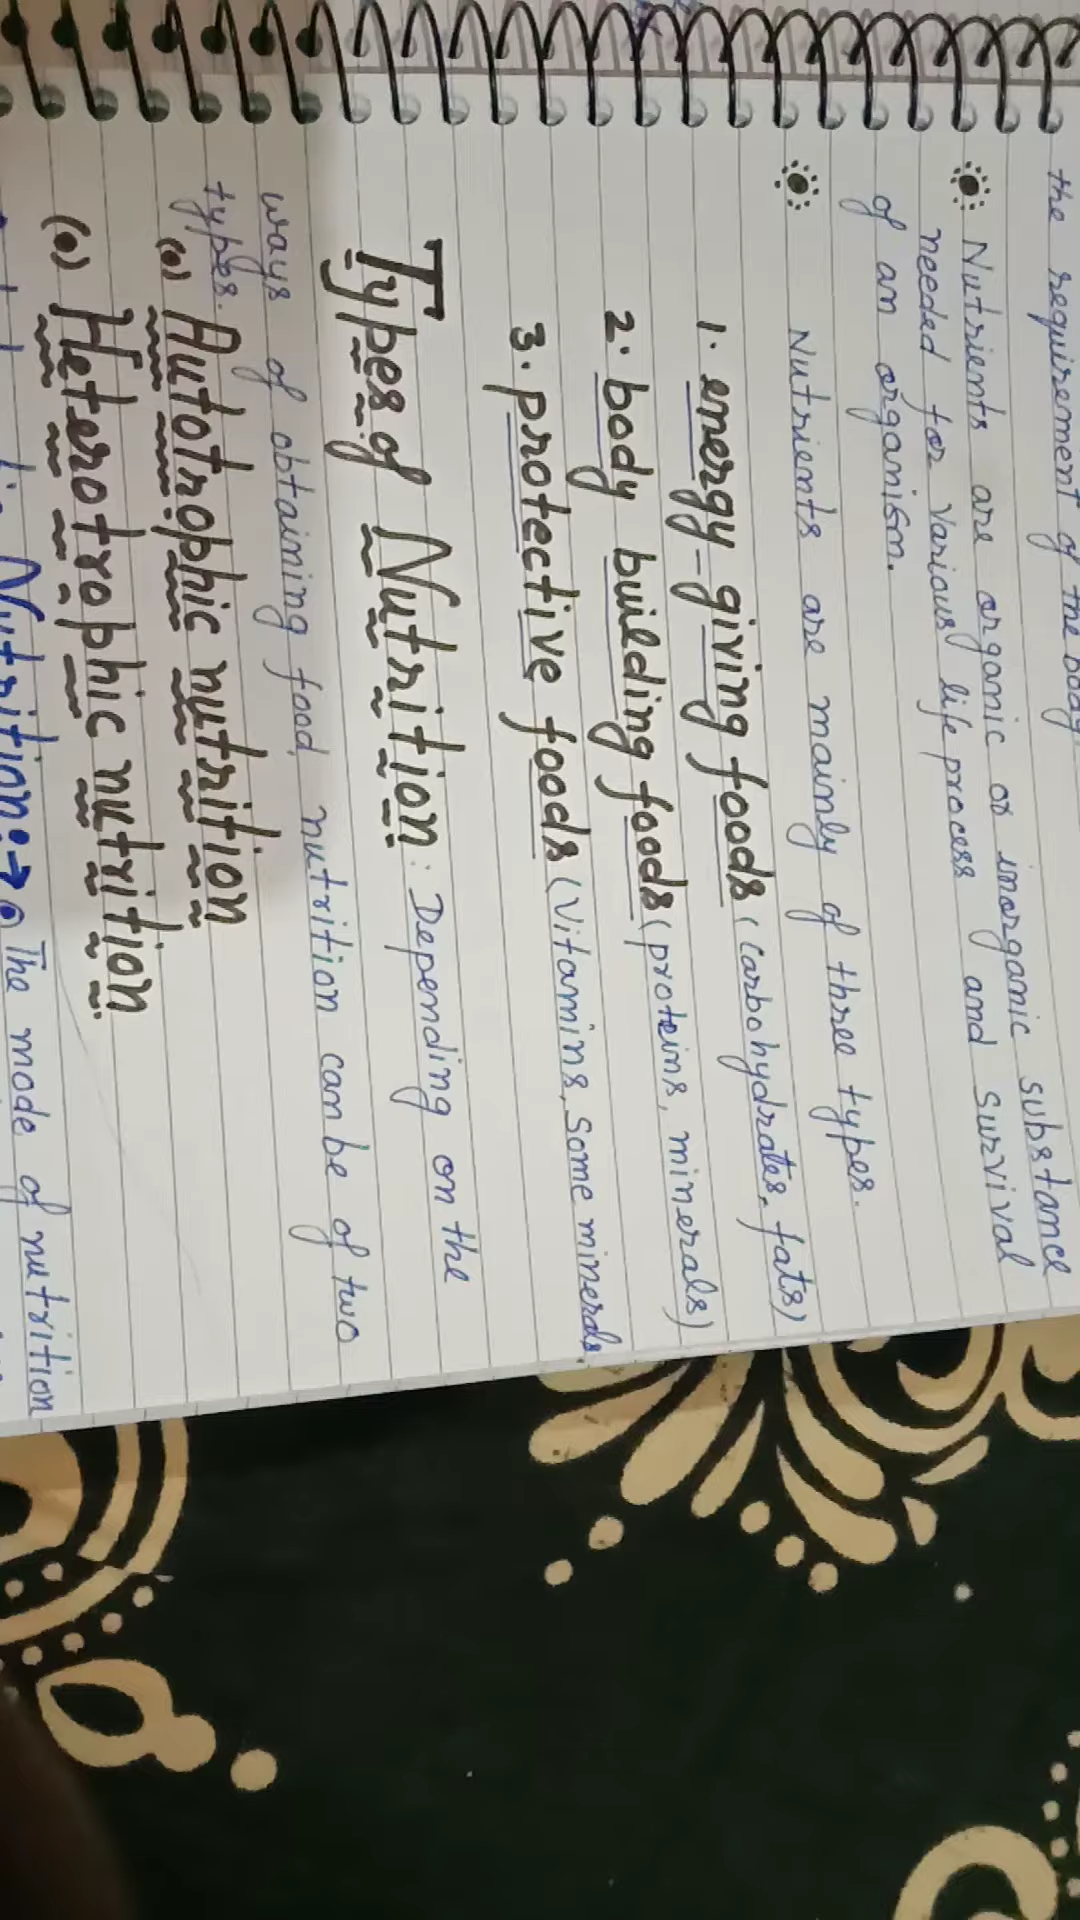 the requirement of the body
Nutrients are organic or inorganic substance
needed for various life process and survival
of an organism.
Nutrients are mainly of three types.
1. energy-giving foods (carbohydrates, fats)
2. body building foods (proteins, minerals)
3. protective foods (Vitamins, Some minerals
Types of Nutrition: Depending on the
ways of obtaining food, nutrition can be of two
types.
(•) Autotrophic nutrition
(•) Heterotrophic nutrition
Nutrition:→ The mode of nutrition